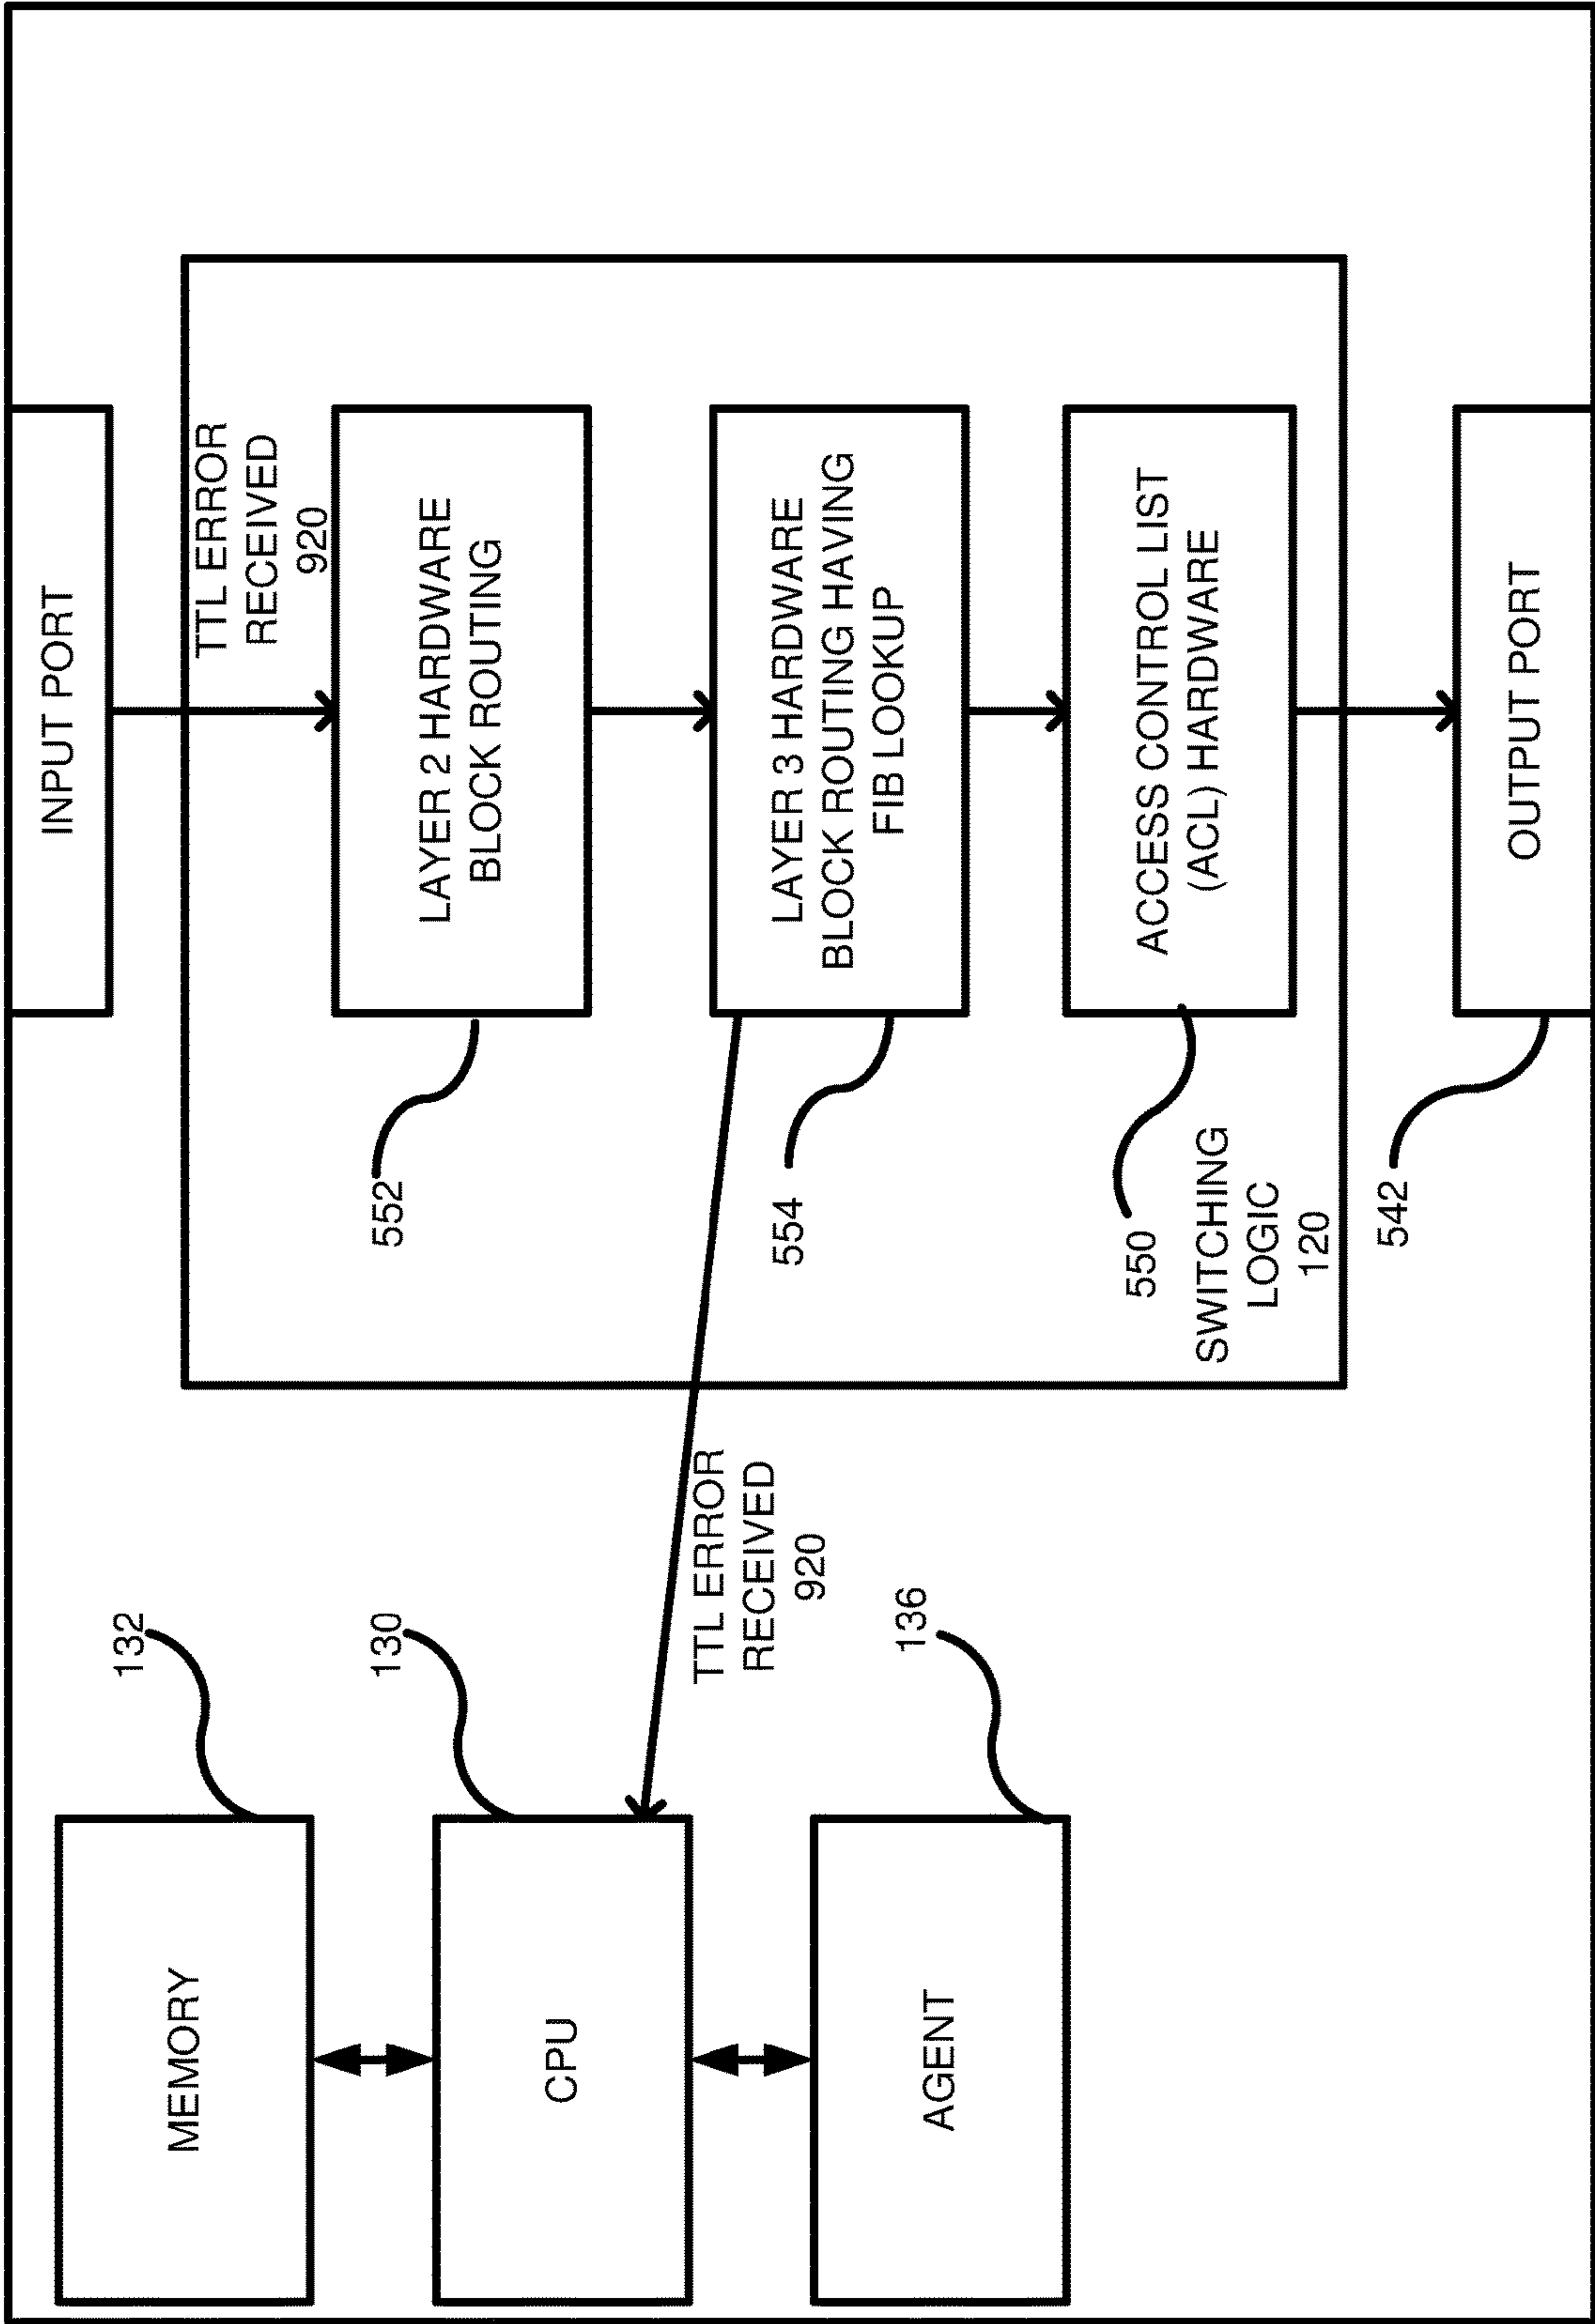 MEMORY
132
CPU
130
AGENT
136
TTL ERROR
RECEIVED
920
INPUT PORT
TTL ERROR
RECEIVED
920
552
LAYER 2 HARDWARE
BLOCK ROUTING
554
LAYER 3 HARDWARE
BLOCK ROUTING HAVING
FIB LOOKUP
550
ACCESS CONTROL LIST
(ACL) HARDWARE
SWITCHING
LOGIC
120
542
OUTPUT PORT